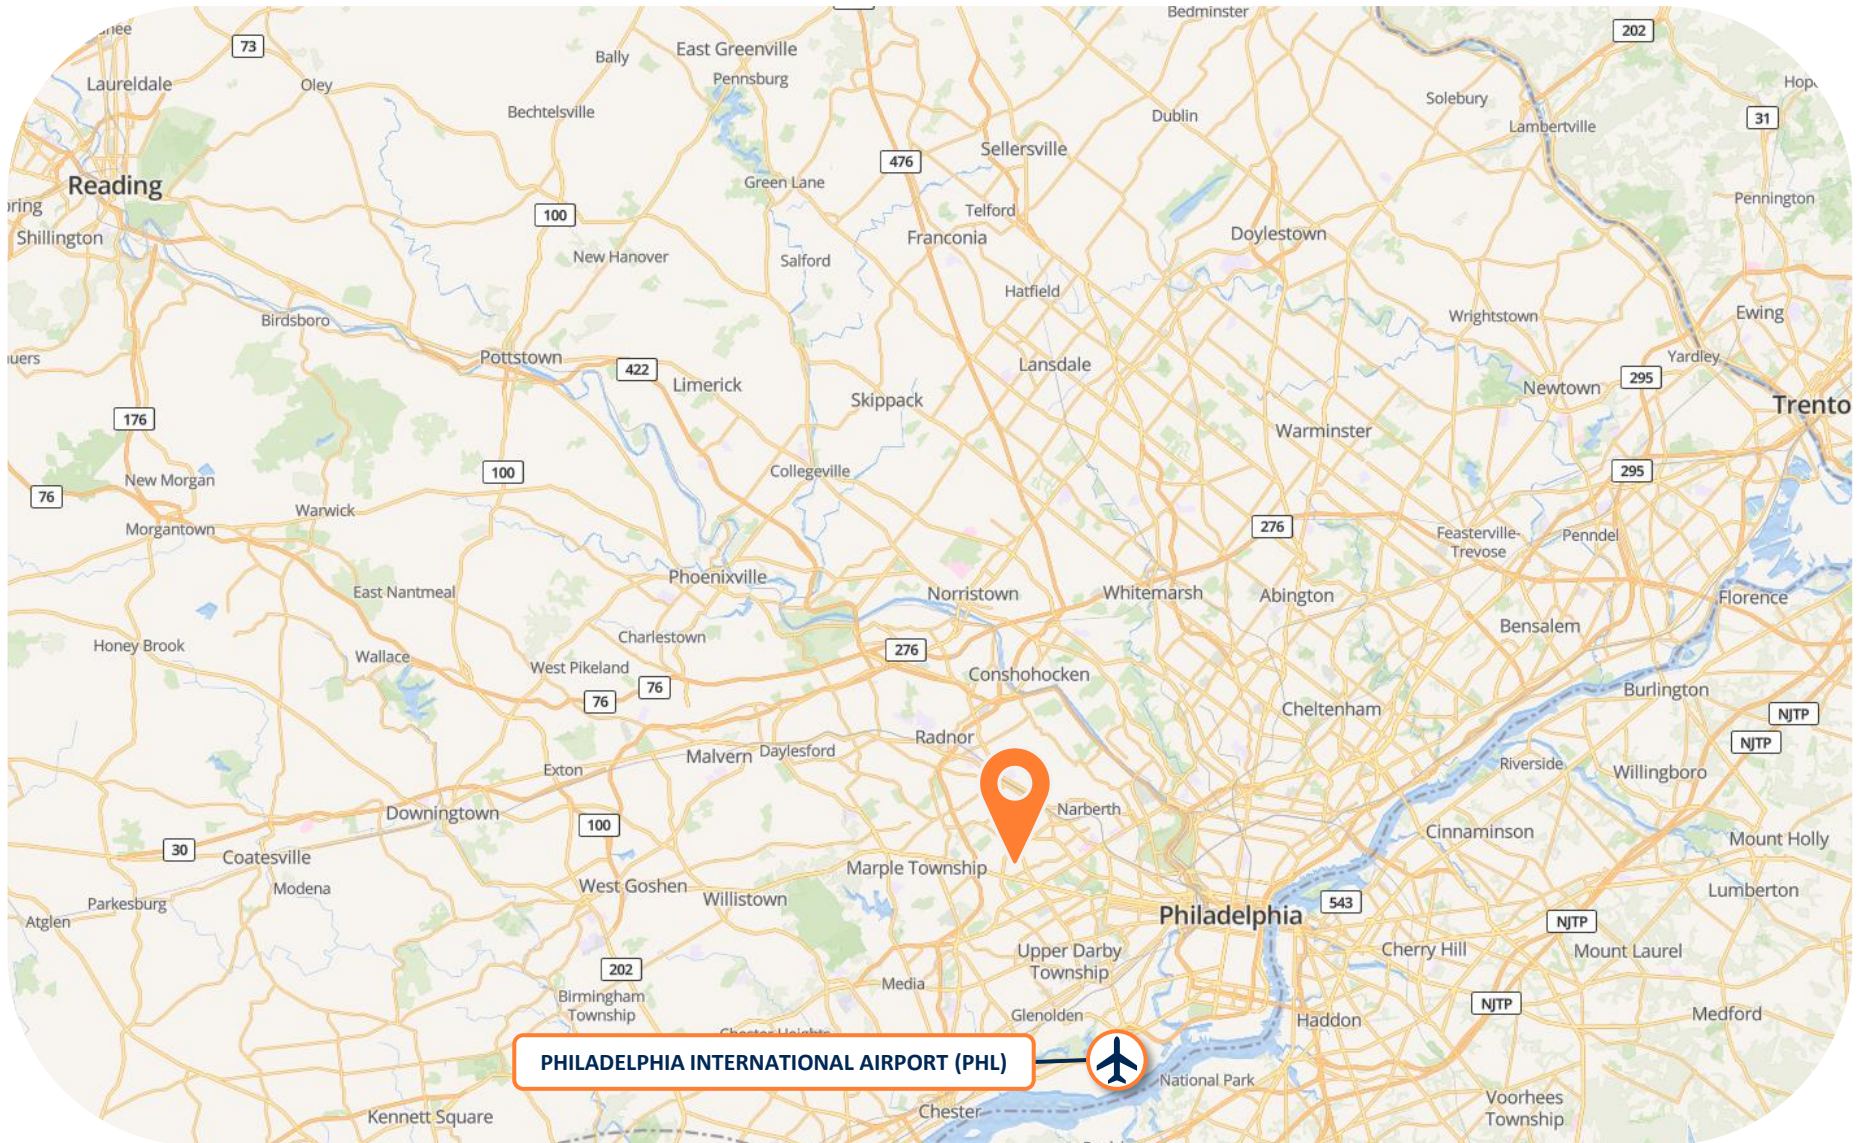 Bedminster
202
73
East Greenville
Bally
Pennsburg
Laureldale
Oley
Solebury
Bechtelsville
Dublin
31
Lambertville
Sellersville
476
Reading
Green Lane
Pennington
Telford
100
Shillington
Franconia
Doylestown
New Hanover
Salford
Hatfield
Ewing
Wrightstown
Birdsboro
Pottstown
Yardley
Lansdale
422
295
Limerick
Newtown
Skippack
Trento
176
Warminster
Collegeville
100
295
New Morgan
76
Warwick
276
Morgantown
Feasterville-
Trevose
Penndel
Phoenixville
East Nantmeal
Norristown
Whitemarsh
Abington
Florence
Bensalem
Charlestown
Honey Brook
276
Wallace
West Pikeland
Conshohocken
76
76
Burlington
Cheltenham
NJTP
Radnor
NJTP
Malvern
Daylesford
Riverside
Exton
Willingboro
Narberth
Downingtown
100
Cinnaminson
Mount Holly
30
Coatesville
Marple Township
West Goshen
Modena
Lumberton
Willistown
Parkesburg
543
Philadelphia
Atglen
NJTP
Upper Darby
Township
Cherry Hill
Mount Laurel
202
Media
Birmingham
Township
NJTP
Glenolden
Haddon
Medford
Chester Heights
PHILADELPHIA INTERNATIONAL AIRPORT (PHL)
National Park
Voorhees
Township
Chester
Kennett Square